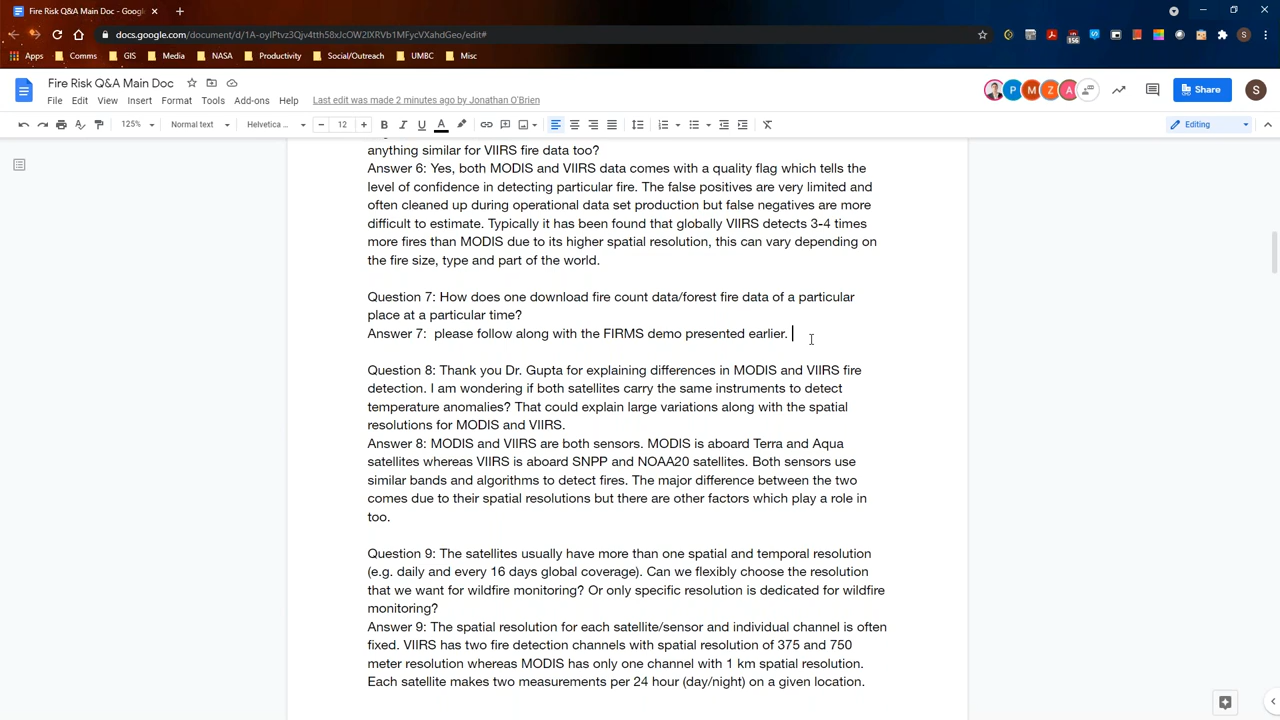 Fire Risk Q&A Main Doc - Google
docs.google.com/document/d/1A-oyIPtvz3Qjv4tth58xJcOW2lXRVb1MFycVXahdGeo/edit#
Apps Comms GIS Media NASA Productivity Social/Outreach UMBC Misc
156
Fire Risk Q&A Main Doc
File Edit View Insert Format Tools Add-ons Help Last edit was made 2 minutes ago by Jonathan O'Brien
P M Z A Share S
125% Normal text Helvetica ... 12 B I U A Editing
anything similar for VIIRS fire data too?
Answer 6: Yes, both MODIS and VIIRS data comes with a quality flag which tells the
level of confidence in detecting particular fire. The false positives are very limited and
often cleaned up during operational data set production but false negatives are more
difficult to estimate. Typically it has been found that globally VIIRS detects 3-4 times
more fires than MODIS due to its higher spatial resolution, this can vary depending on
the fire size, type and part of the world.
Question 7: How does one download fire count data/forest fire data of a particular
place at a particular time?
Answer 7:  please follow along with the FIRMS demo presented earlier.
Question 8: Thank you Dr. Gupta for explaining differences in MODIS and VIIRS fire
detection. I am wondering if both satellites carry the same instruments to detect
temperature anomalies? That could explain large variations along with the spatial
resolutions for MODIS and VIIRS.
Answer 8: MODIS and VIIRS are both sensors. MODIS is aboard Terra and Aqua
satellites whereas VIIRS is aboard SNPP and NOAA20 satellites. Both sensors use
similar bands and algorithms to detect fires. The major difference between the two
comes due to their spatial resolutions but there are other factors which play a role in
too.
Question 9: The satellites usually have more than one spatial and temporal resolution
(e.g. daily and every 16 days global coverage). Can we flexibly choose the resolution
that we want for wildfire monitoring? Or only specific resolution is dedicated for wildfire
monitoring?
Answer 9: The spatial resolution for each satellite/sensor and individual channel is often
fixed. VIIRS has two fire detection channels with spatial resolution of 375 and 750
meter resolution whereas MODIS has only one channel with 1 km spatial resolution.
Each satellite makes two measurements per 24 hour (day/night) on a given location.